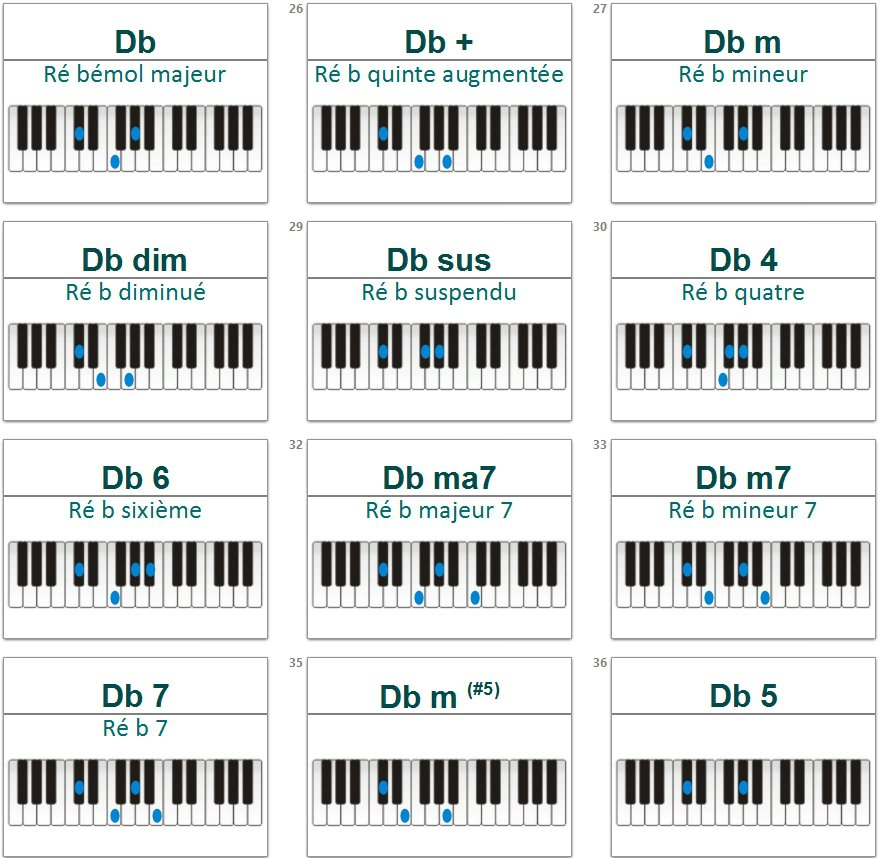 Db
Ré bémol majeur
26
Db +
Ré b quinte augmentée
27
Db m
Ré b mineur
Db dim
Ré b diminué
29
Db sus
Ré b suspendu
30
Db 4
Ré b quatre
Db 6
Ré b sixième
32
Db ma7
Ré b majeur 7
33
Db m7
Ré b mineur 7
Db 7
Ré b 7
35
Db m (#5)
36
Db 5